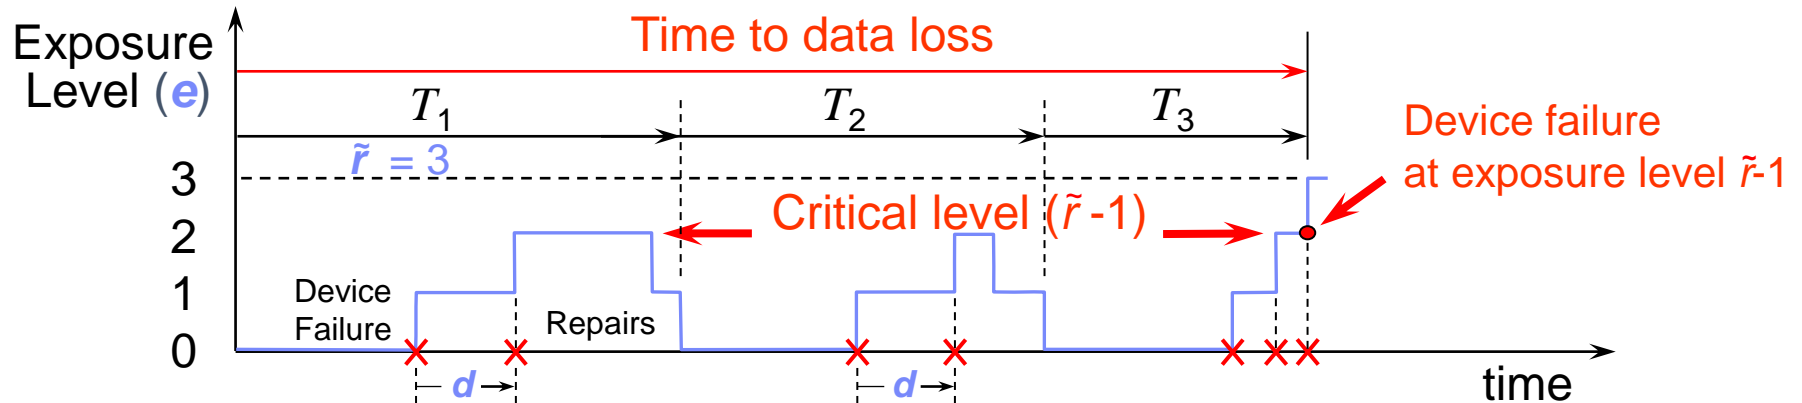 Time to data loss
Exposure
Level (e)
T1
T2
T3
Device failure
at exposure level r̃-1
r̃ = 3
3
Critical level (r̃ -1)
2
1
Device
Failure
Repairs
0
d
d
time